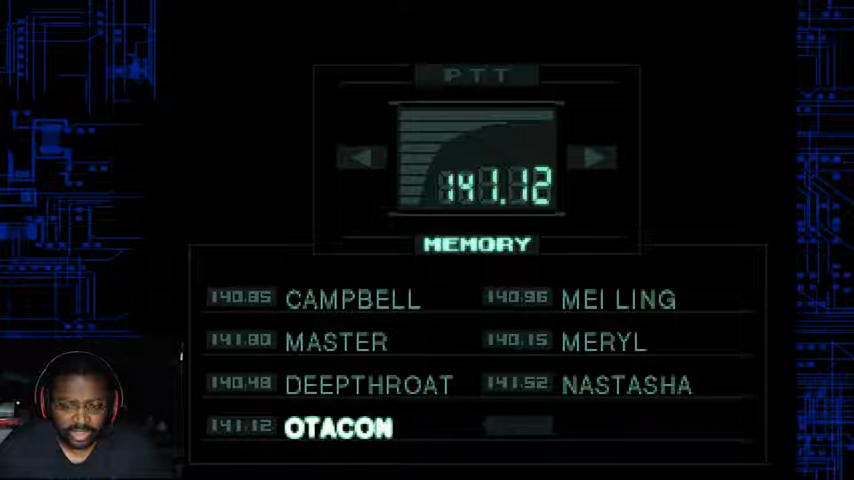 PTT
141.12
MEMORY
140.85 CAMPBELL 140.96 MEI LING
141.80 MASTER 140.15 MERYL
140.48 DEEPTHROAT 141.52 NASTASHA
141.12 OTACON